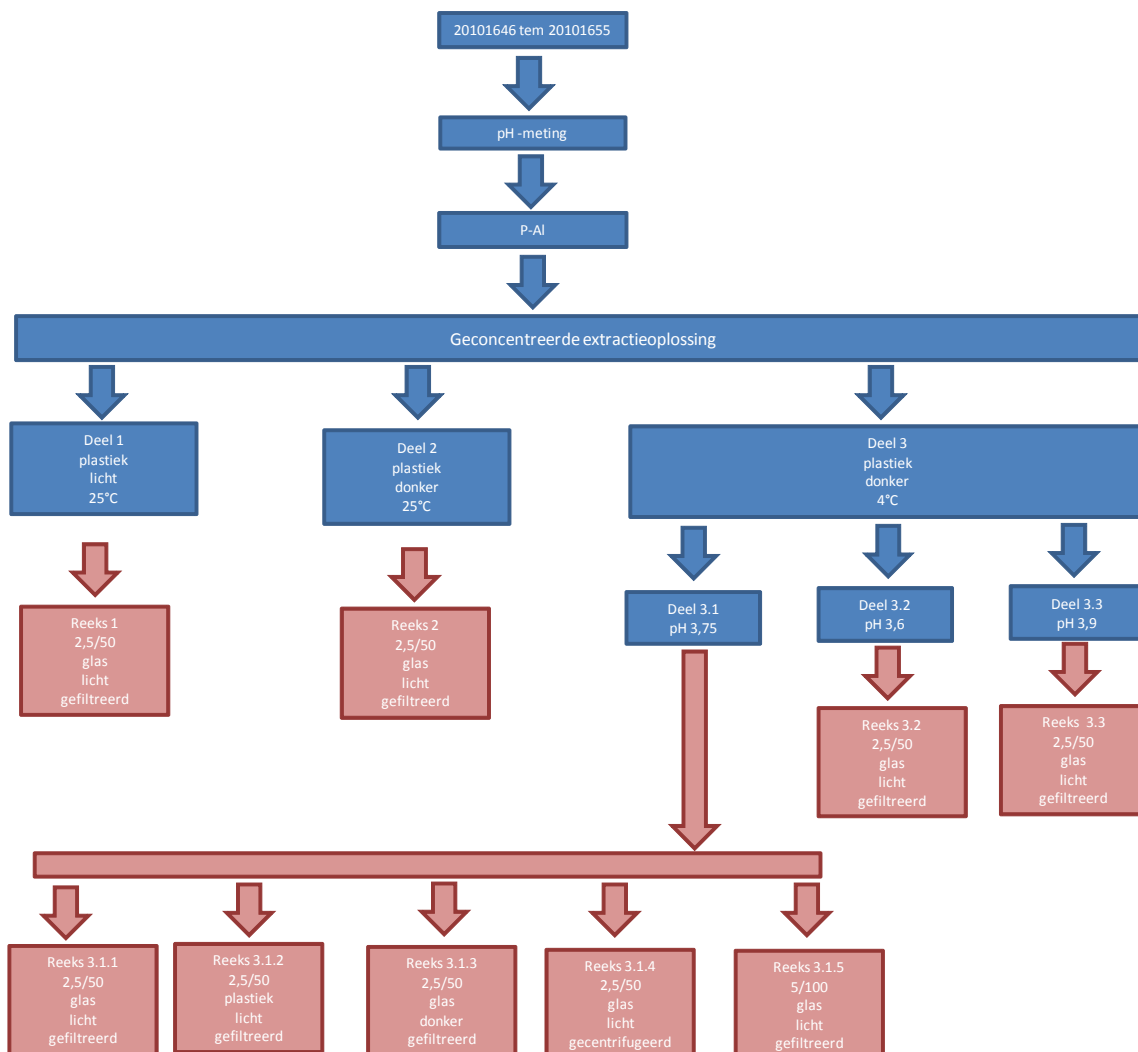 20101646 tem 20101655
pH -meting
P-Al
Geconcentreerde extractieoplossing
Deel 1
plastiek
licht
25°C
Deel 2
plastiek
donker
25°C
Deel 3
plastiek
donker
4°C
Reeks 1
2,5/50
glas
licht
gefiltreerd
Reeks 2
2,5/50
glas
licht
gefiltreerd
Deel 3.1
pH 3,75
Deel 3.2
pH 3,6
Deel 3.3
pH 3,9
Reeks 3.2
2,5/50
glas
licht
gefiltreerd
Reeks 3.3
2,5/50
glas
licht
gefiltreerd
Reeks 3.1.1
2,5/50
glas
licht
gefiltreerd
Reeks 3.1.2
2,5/50
plastiek
licht
gefiltreerd
Reeks 3.1.3
2,5/50
glas
donker
gefiltreerd
Reeks 3.1.4
2,5/50
glas
licht
gecentrifugeerd
Reeks 3.1.5
5/100
glas
licht
gefiltreerd